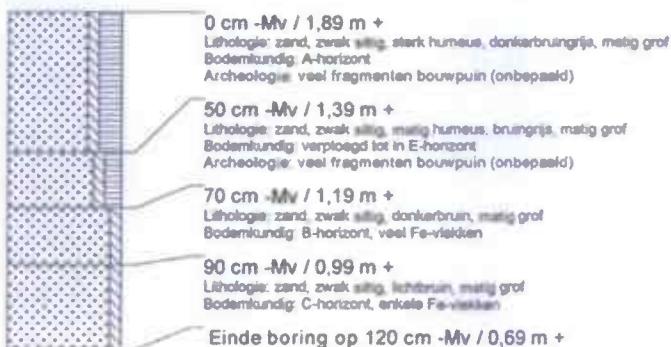 0 cm -Mv / 1,89 m +
Lithologie: zand, zwak siltig, sterk humeus, donkerbruingrijs, matig grof
Bodemkundig: A-horizont
Archeologie: veel fragmenten bouwpuin (onbepaald)
50 cm -Mv / 1,39 m +
Lithologie: zand, zwak siltig, matig humeus, bruingrijs, matig grof
Bodemkundig: verploegd tot in E-horizont
Archeologie: veel fragmenten bouwpuin (onbepaald)
70 cm -Mv / 1,19 m +
Lithologie: zand, zwak siltig, donkerbruin, matig grof
Bodemkundig: B-horizont, veel Fe-vlekken
90 cm -Mv / 0,99 m +
Lithologie: zand, zwak siltig, lichtbruin, matig grof
Bodemkundig: C-horizont, enkele Fe-vlekken
Einde boring op 120 cm -Mv / 0,69 m +